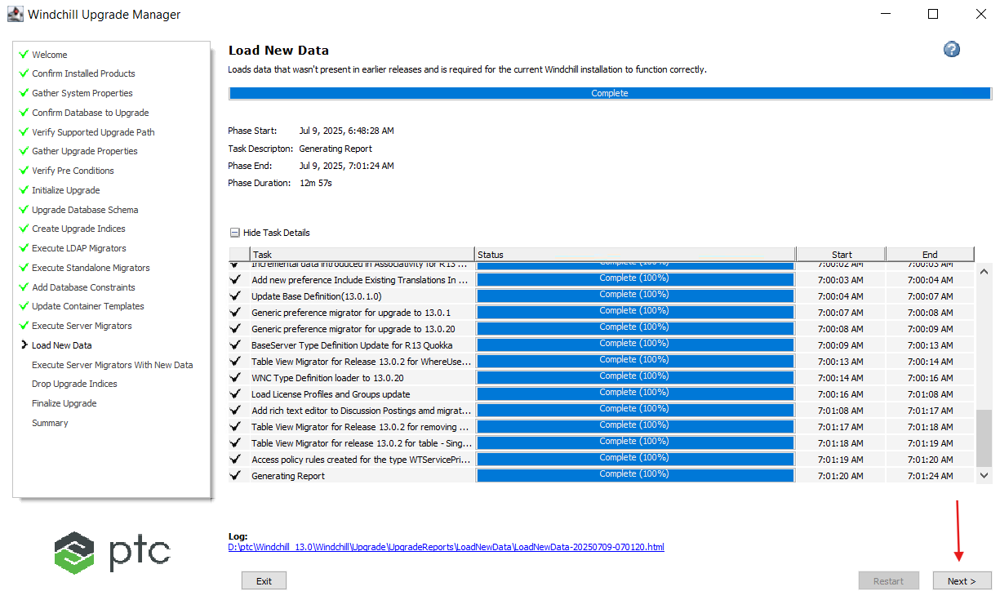 Windchill Upgrade Manager
Welcome
Confirm Installed Products
Gather System Properties
Confirm Database to Upgrade
Verify Supported Upgrade Path
Gather Upgrade Properties
Verify Pre Conditions
Initialize Upgrade
Upgrade Database Schema
Create Upgrade Indices
Execute LDAP Migrators
Execute Standalone Migrators
Add Database Constraints
Update Container Templates
Execute Server Migrators
Load New Data
Execute Server Migrators With New Data
Drop Upgrade Indices
Finalize Upgrade
Summary
ptc
Load New Data
?
Loads data that wasn't present in earlier releases and is required for the current Windchill installation to function correctly.
Complete
Phase Start: Jul 9, 2025, 6:48:28 AM
Task Descripton: Generating Report
Phase End: Jul 9, 2025, 7:01:24 AM
Phase Duration: 12m 57s
Hide Task Details
Task Status Start End
Incremental data introduced in Associativity for R13 ... Complete (100%) 7:00:02 AM 7:00:03 AM
Add new preference Include Existing Translations In ... Complete (100%) 7:00:03 AM 7:00:04 AM
Update Base Definition(13.0.1.0) Complete (100%) 7:00:04 AM 7:00:07 AM
Generic preference migrator for upgrade to 13.0.1 Complete (100%) 7:00:07 AM 7:00:08 AM
Generic preference migrator for upgrade to 13.0.20 Complete (100%) 7:00:08 AM 7:00:09 AM
BaseServer Type Definition Update for R13 Quokka Complete (100%) 7:00:09 AM 7:00:13 AM
Table View Migrator for Release 13.0.2 for WhereUse... Complete (100%) 7:00:13 AM 7:00:14 AM
WNC Type Definition loader to 13.0.20 Complete (100%) 7:00:14 AM 7:00:16 AM
Load License Profiles and Groups update Complete (100%) 7:00:16 AM 7:01:08 AM
Add rich text editor to Discussion Postings amd migrat... Complete (100%) 7:01:08 AM 7:01:17 AM
Table View Migrator for Release 13.0.2 for removing ... Complete (100%) 7:01:17 AM 7:01:18 AM
Table View Migrator for release 13.0.2 for table - Sing... Complete (100%) 7:01:18 AM 7:01:19 AM
Access policy rules created for the type WTServicePri... Complete (100%) 7:01:19 AM 7:01:20 AM
Generating Report Complete (100%) 7:01:20 AM 7:01:24 AM
Log:
D:\ptc\Windchill_13.0\Windchill\Upgrade\UpgradeReports\LoadNewData\LoadNewData-20250709-070120.html
Exit Restart Next >